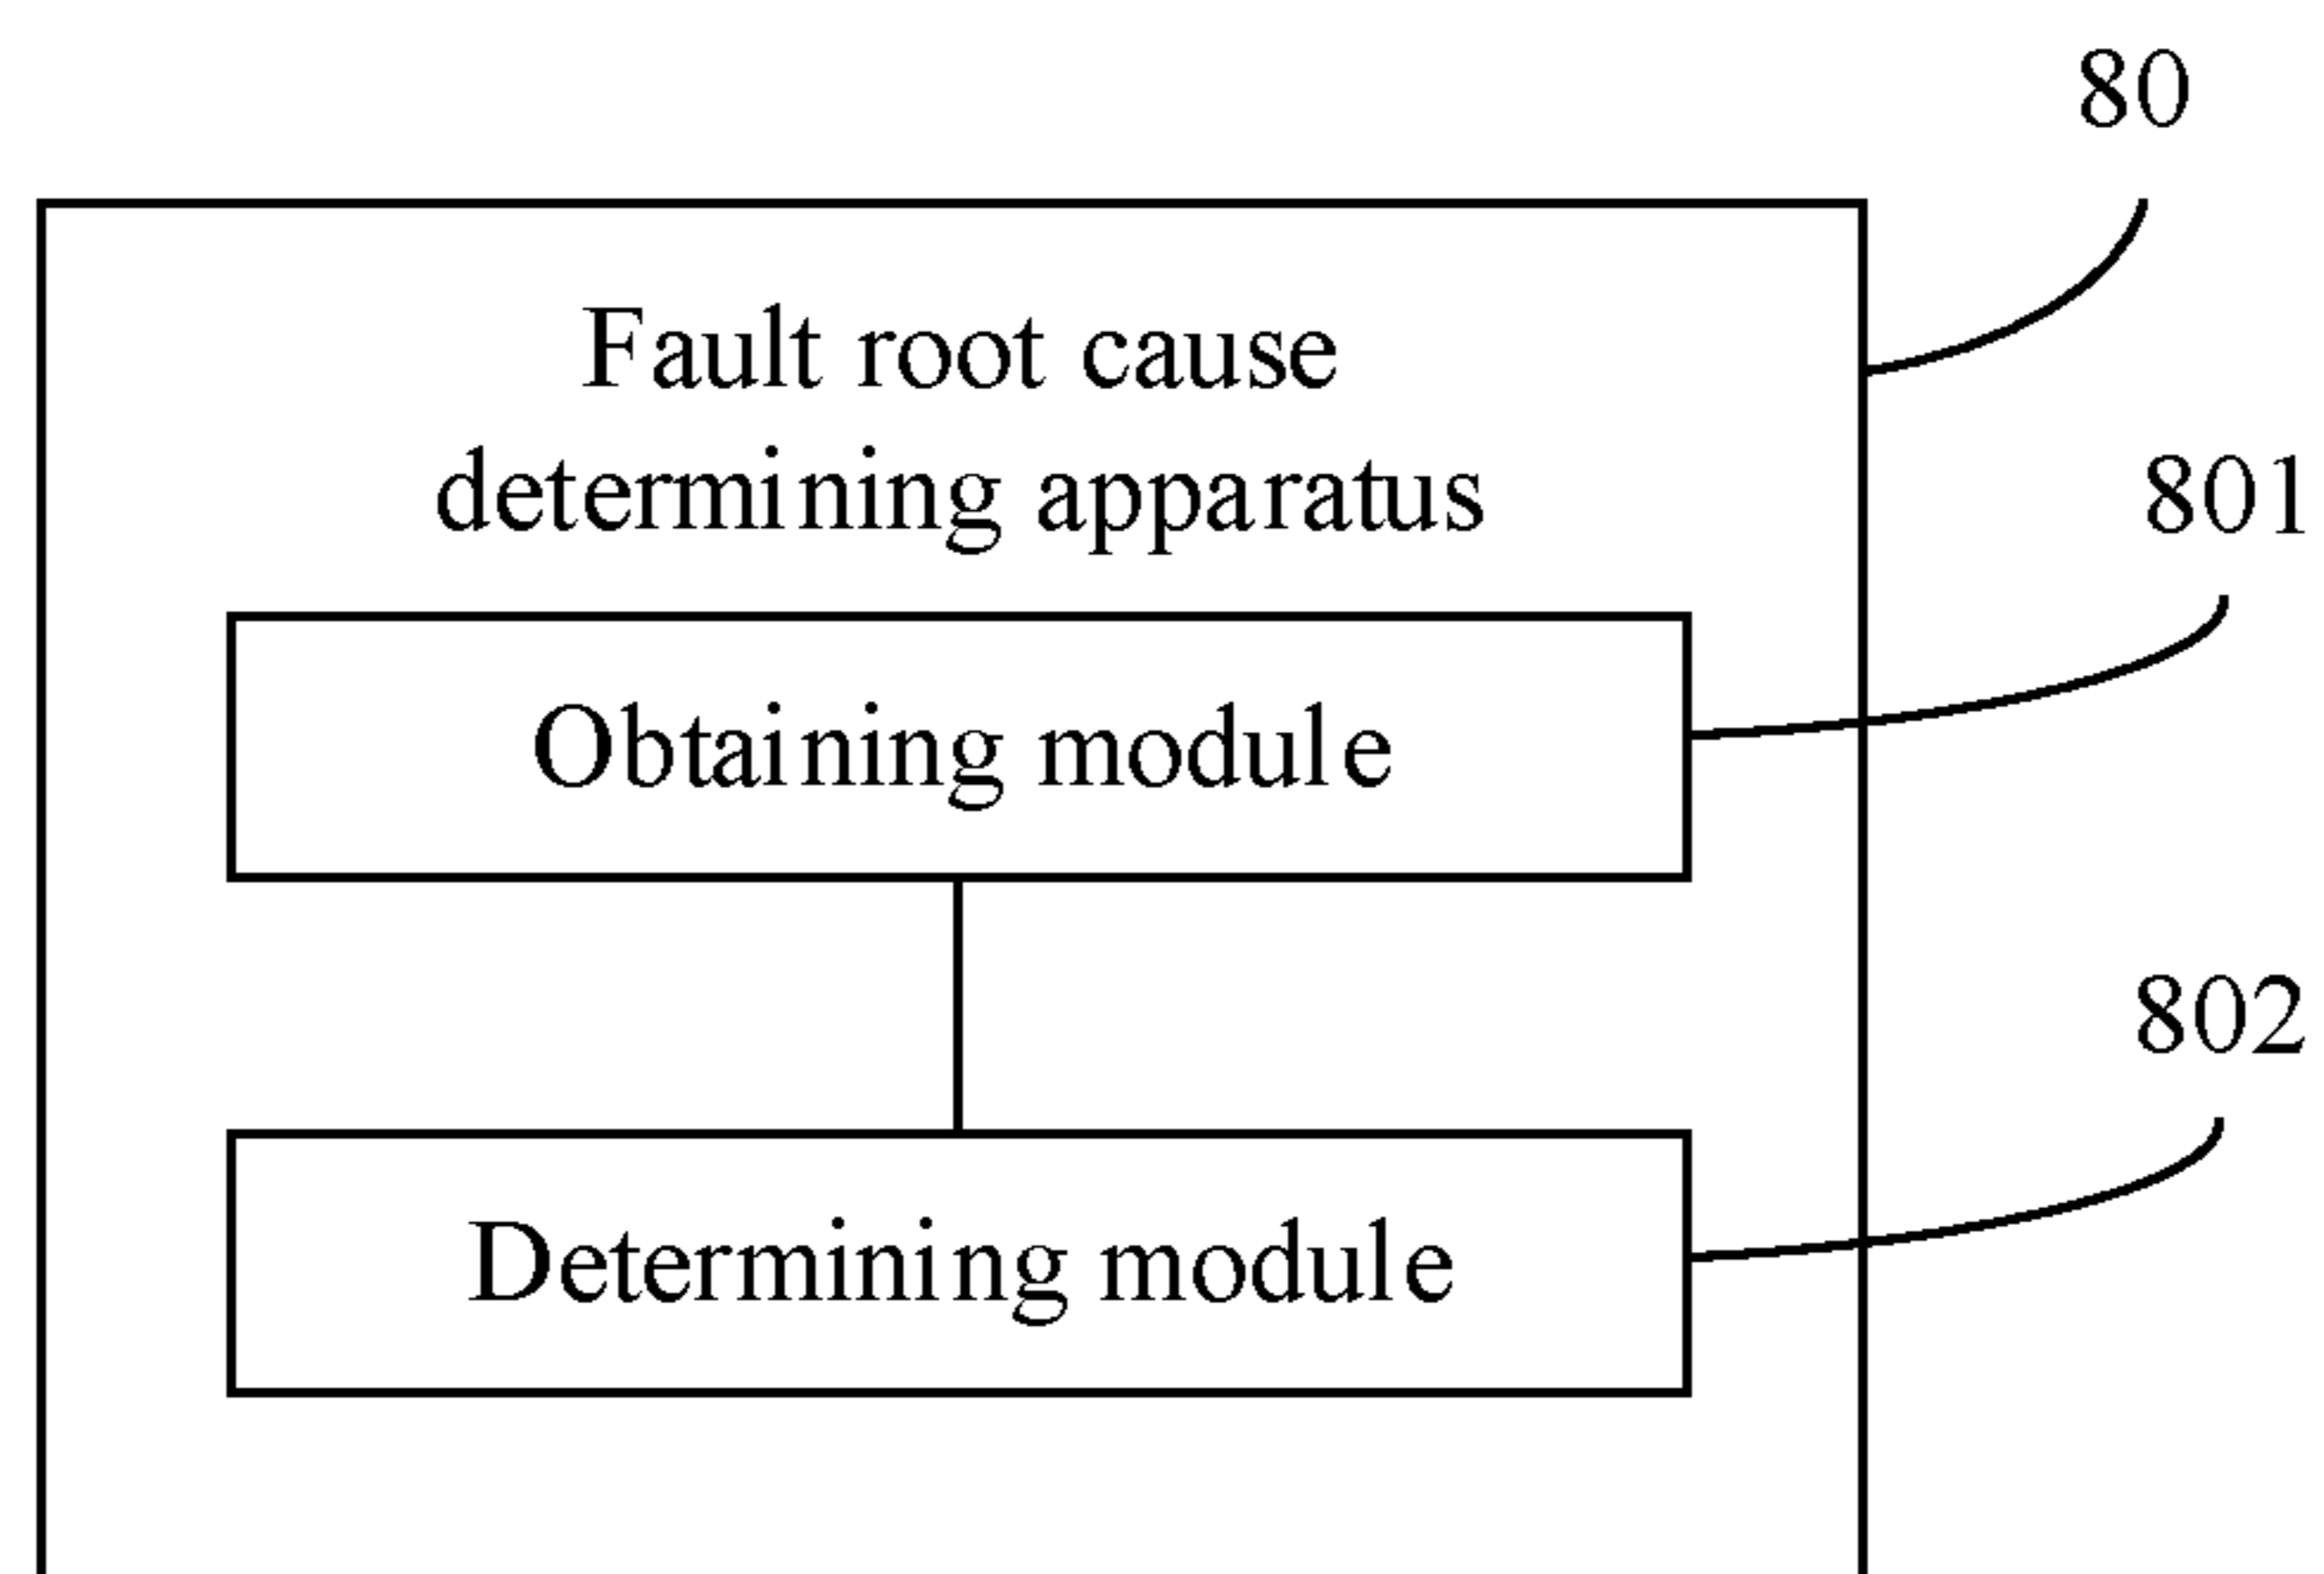 80
Fault root cause
determining apparatus
801
Obtaining module
802
Determining module